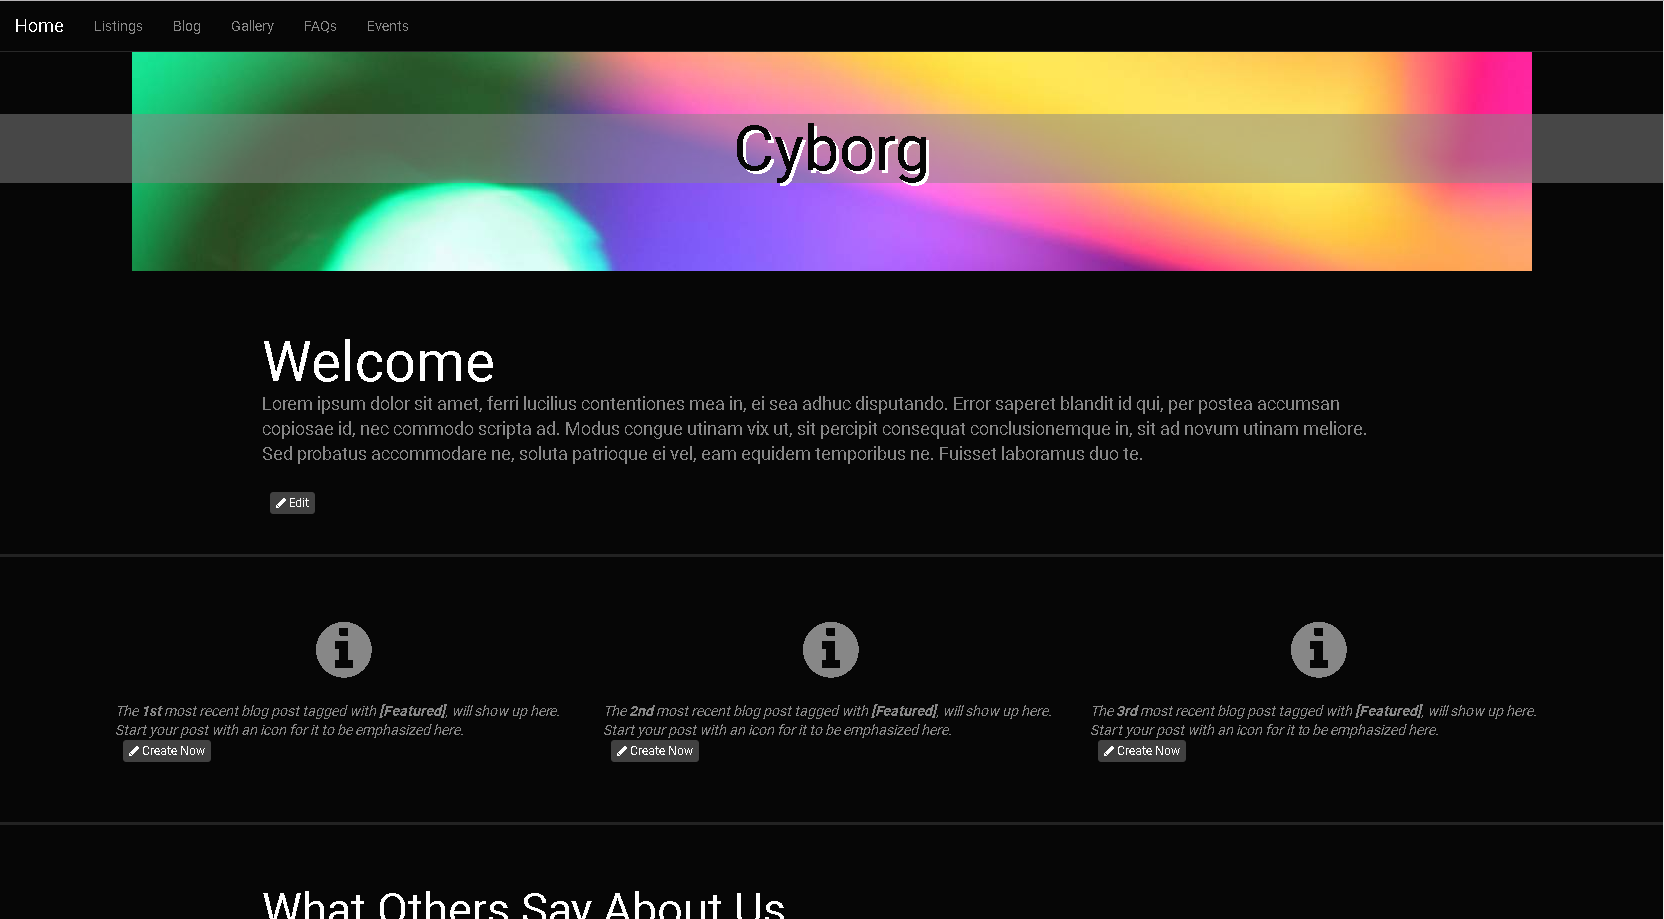 Home Listings Blog Gallery FAQs Events
Cyborg
Welcome
Lorem ipsum dolor sit amet, ferri lucilius contentiones mea in, ei sea adhuc disputando. Error saperet blandit id qui, per postea accumsan
copiosae id, nec commodo scripta ad. Modus congue utinam vix ut, sit percipit consequat conclusionemque in, sit ad novum utinam meliore.
Sed probatus accommodare ne, soluta patrioque ei vel, eam equidem temporibus ne. Fuisset laboramus duo te.
Edit
The 1st most recent blog post tagged with [Featured], will show up here.
Start your post with an icon for it to be emphasized here.
Create Now
The 2nd most recent blog post tagged with [Featured], will show up here.
Start your post with an icon for it to be emphasized here.
Create Now
The 3rd most recent blog post tagged with [Featured], will show up here.
Start your post with an icon for it to be emphasized here.
Create Now
What Others Say About Us